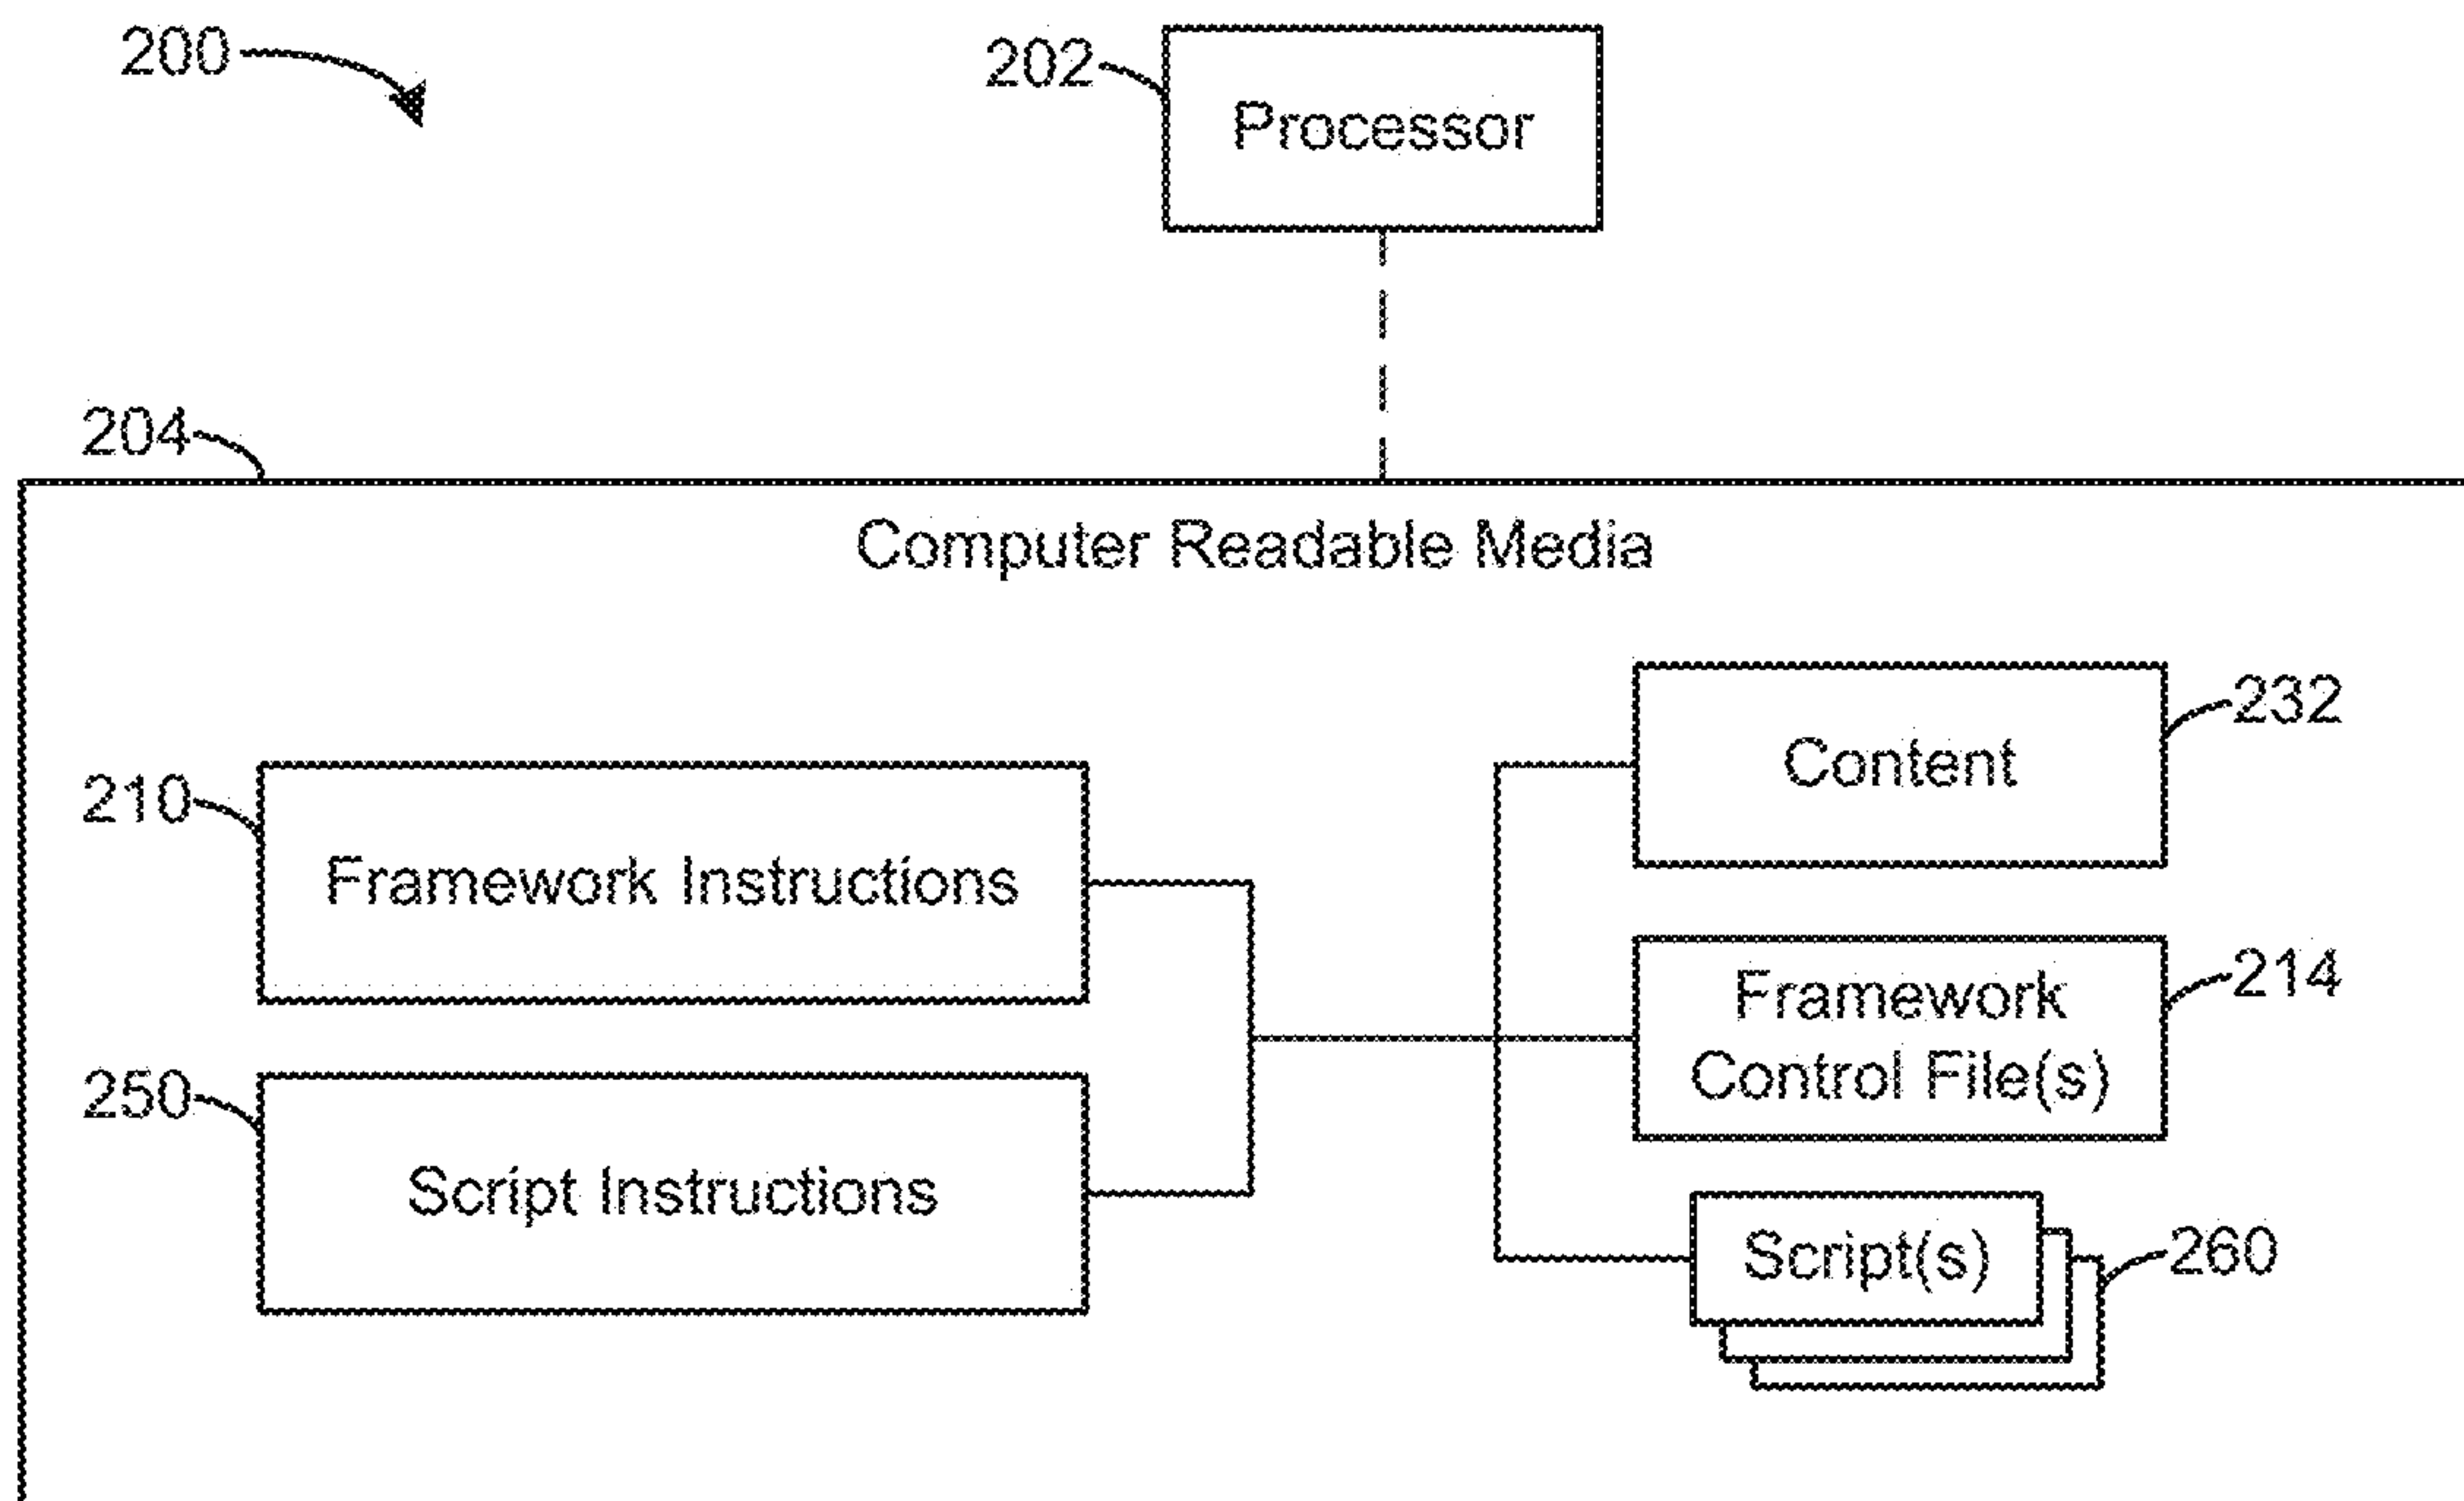 200
202
Processor
204
Computer Readable Media
232
Content
210
Framework Instructions
214
Framework
Control File(s)
250
Script Instructions
260
Script(s)